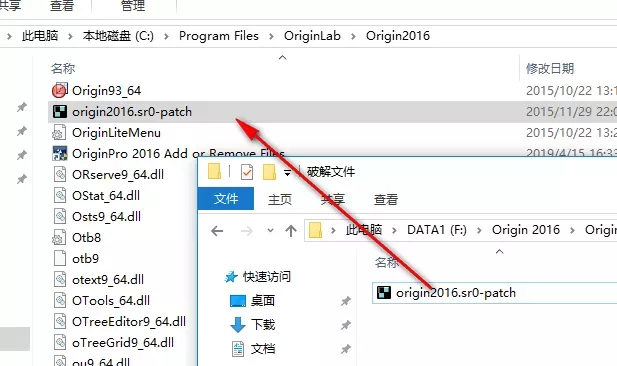 共享 查看 管理
此电脑 > 本地磁盘 (C:) > Program Files > OriginLab > Origin2016
名称 修改日期
Origin93_64 2015/10/22 13:1
origin2016.sr0-patch 2015/11/29 22:0
OriginLiteMenu 2015/10/22 13:2
OriginPro 2016 Add or Remove Files 2019/4/15 16:33
ORserve9_64.dll
OStat_64.dll
Osts9_64.dll
Otb8
otb9
otext9_64.dll
OTools_64.dll
OTreeEditor9_64.dll
oTreeGrid9_64.dll
ou9_64.dll
破解文件
文件 主页 共享 查看
此电脑 > DATA1 (F:) > Origin 2016 > Origin
快速访问
桌面
下载
文档
名称
origin2016.sr0-patch